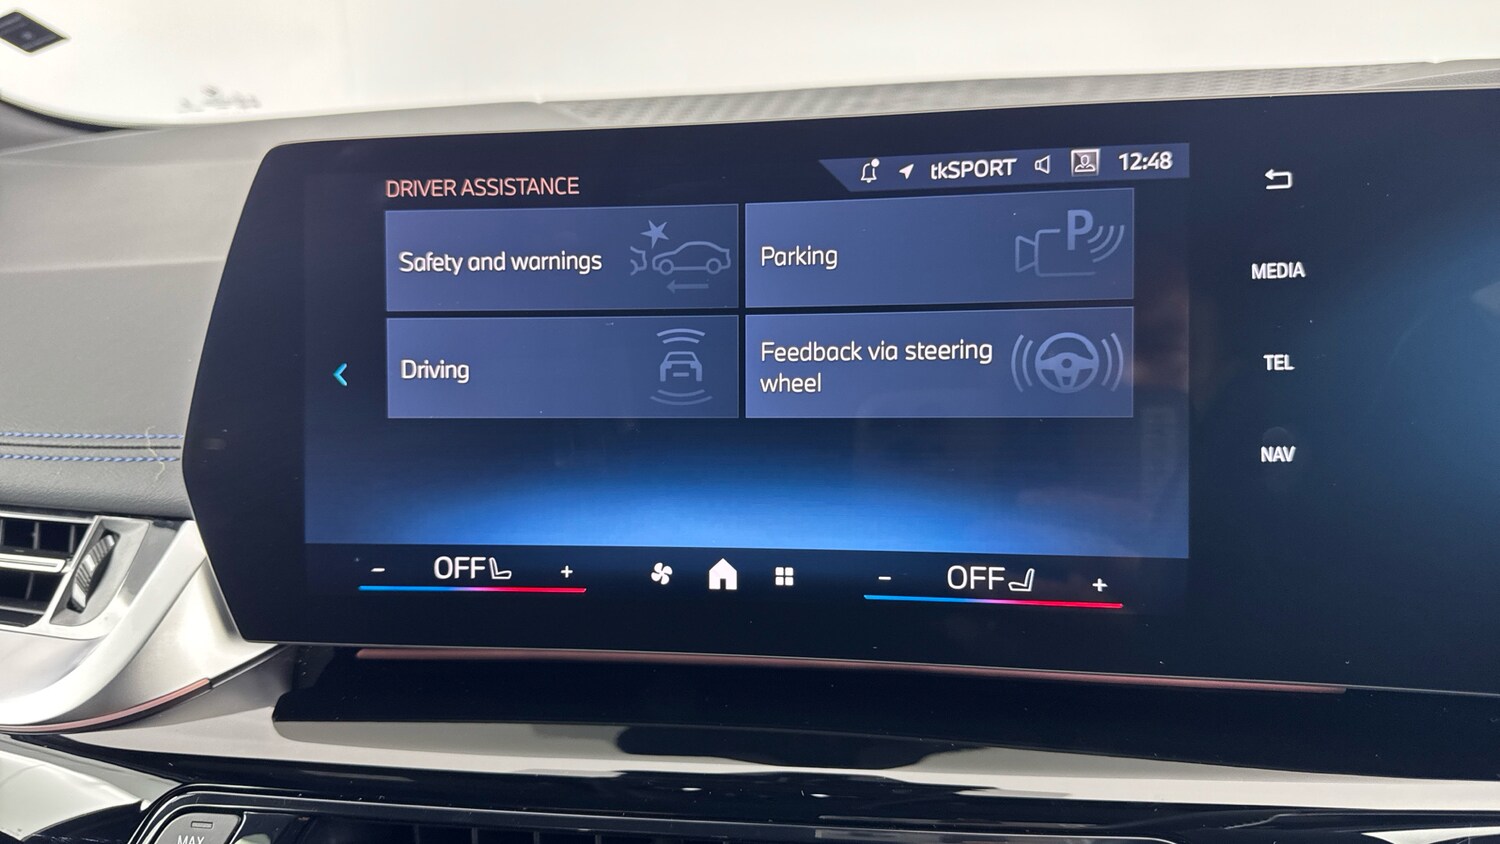 DRIVER ASSISTANCE
tkSPORT 12:48
Safety and warnings
Parking
P
Driving
Feedback via steering
wheel
MEDIA
TEL
NAV
- OFF +
- OFF +
MAX